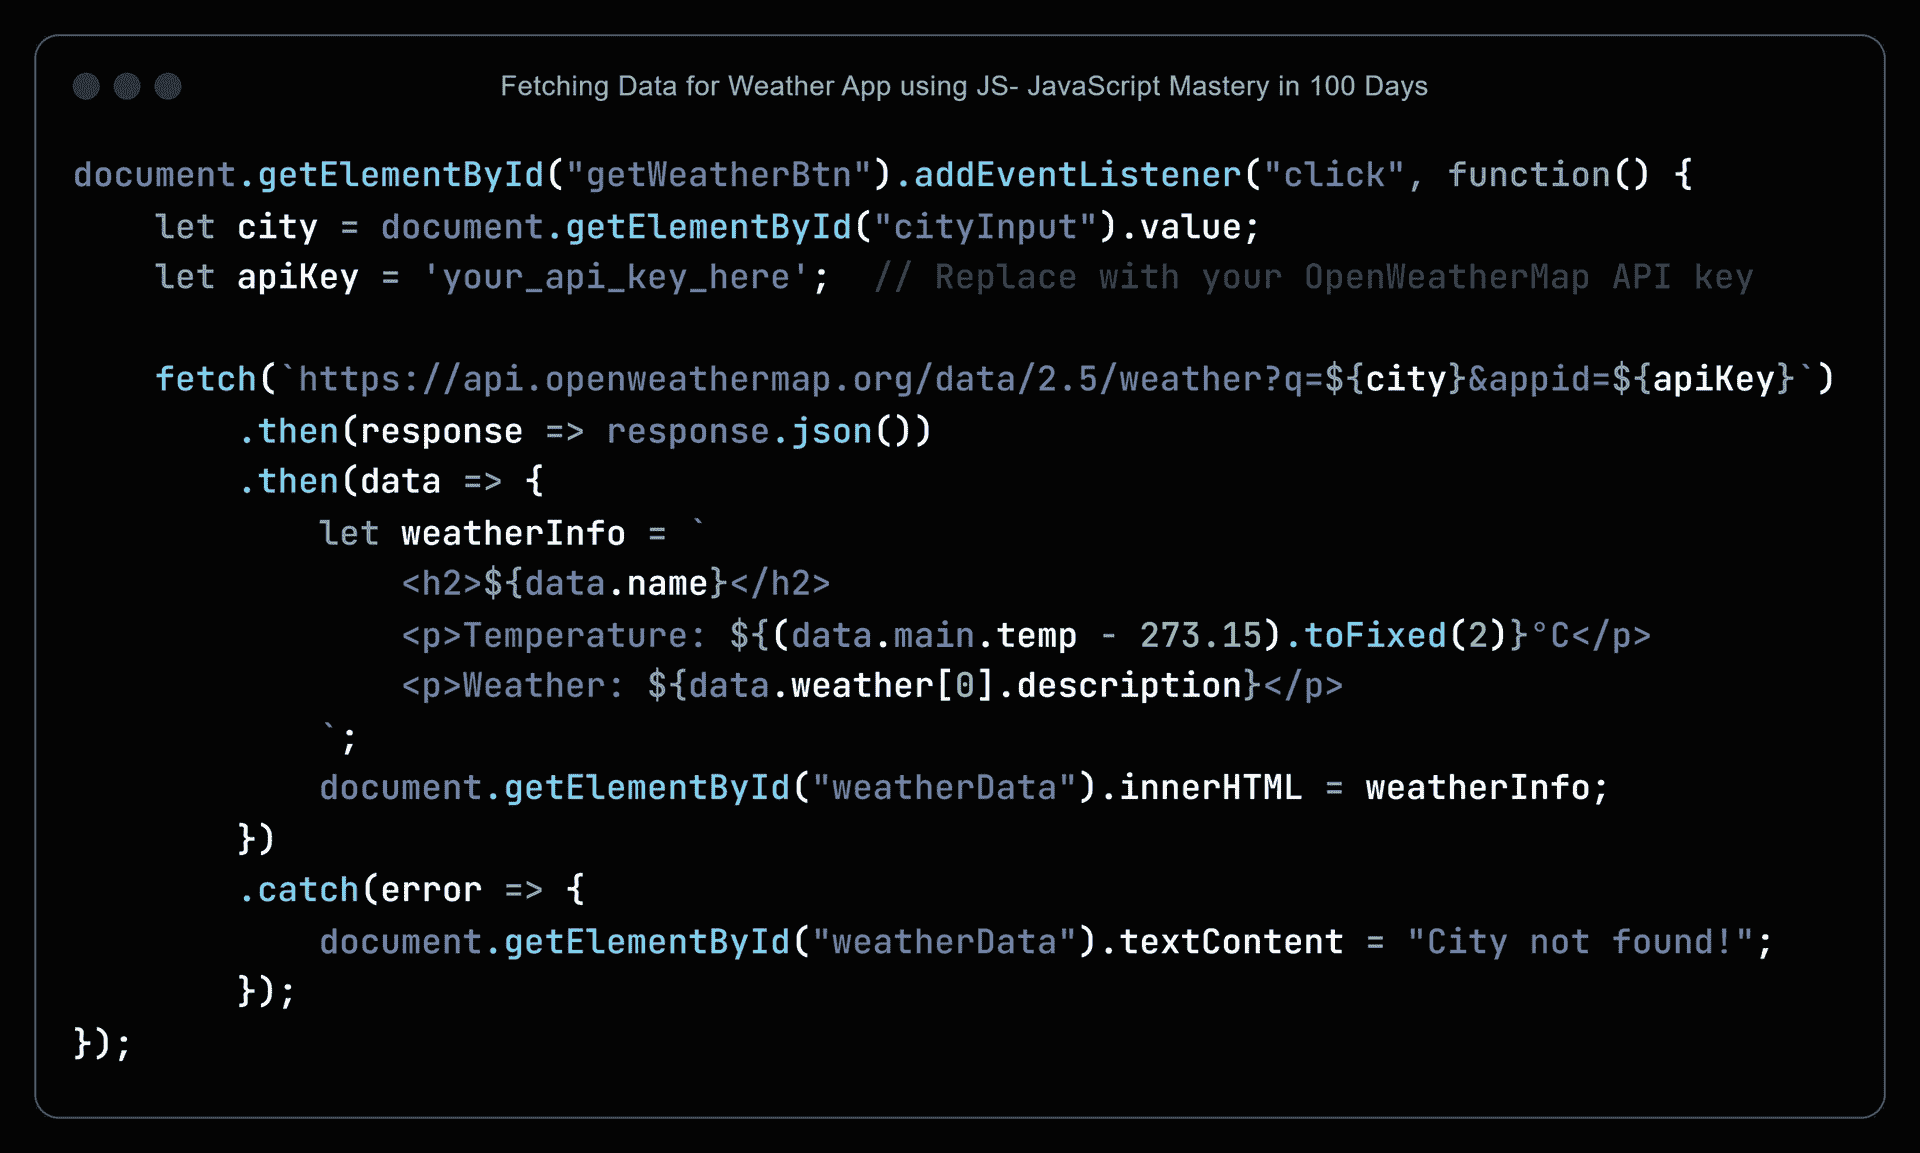 Fetching Data for Weather App using JS- JavaScript Mastery in 100 Days
document.getElementById("getWeatherBtn").addEventListener("click", function() {
    let city = document.getElementById("cityInput").value;
    let apiKey = 'your_api_key_here';  // Replace with your OpenWeatherMap API key

    fetch(`https://api.openweathermap.org/data/2.5/weather?q=${city}&appid=${apiKey}`)
        .then(response => response.json())
        .then(data => {
            let weatherInfo = `
                <h2>${data.name}</h2>
                <p>Temperature: ${(data.main.temp - 273.15).toFixed(2)}°C</p>
                <p>Weather: ${data.weather[0].description}</p>
            `;
            document.getElementById("weatherData").innerHTML = weatherInfo;
        })
        .catch(error => {
            document.getElementById("weatherData").textContent = "City not found!";
        });
});